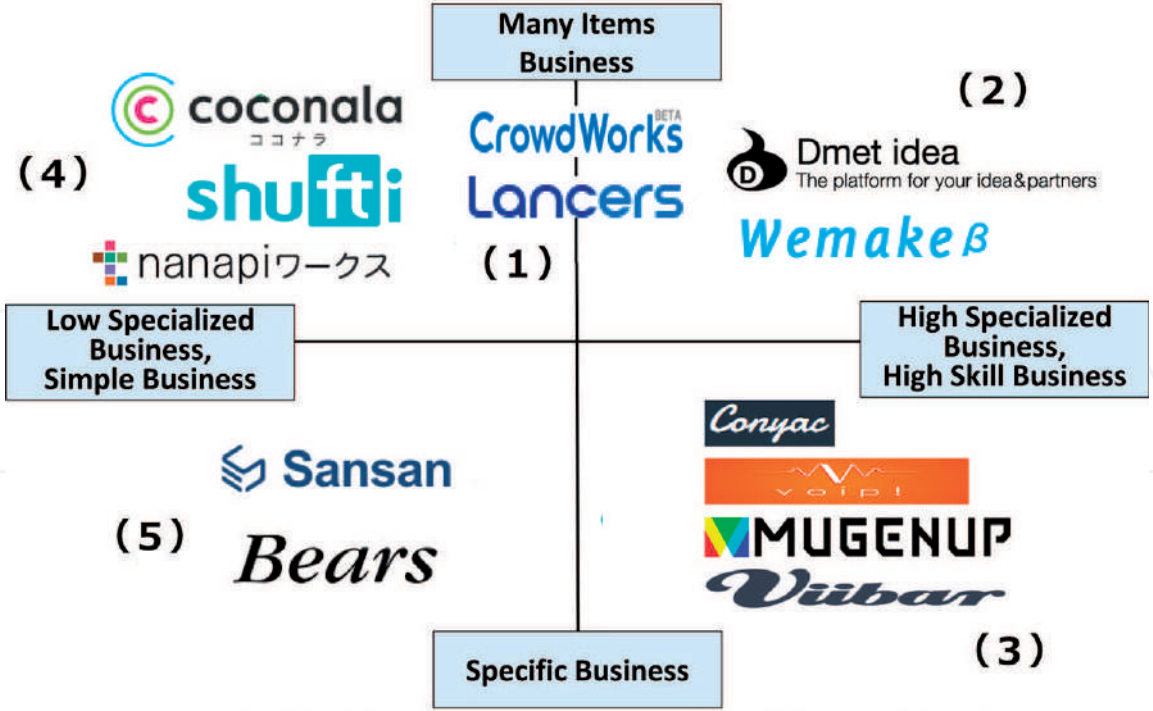 Many Items
Business
coconala
ココナラ
(4)
shufti
nanapiワークス
CrowdWorks BETA
Lancers
(1)
(2)
D
Dmet idea
The platform for your idea&partners
Wemake β
Low Specialized
Business,
Simple Business
High Specialized
Business,
High Skill Business
Sansan
(5)
Bears
Conyac
voip!
MUGENUP
Viibar
(3)
Specific Business